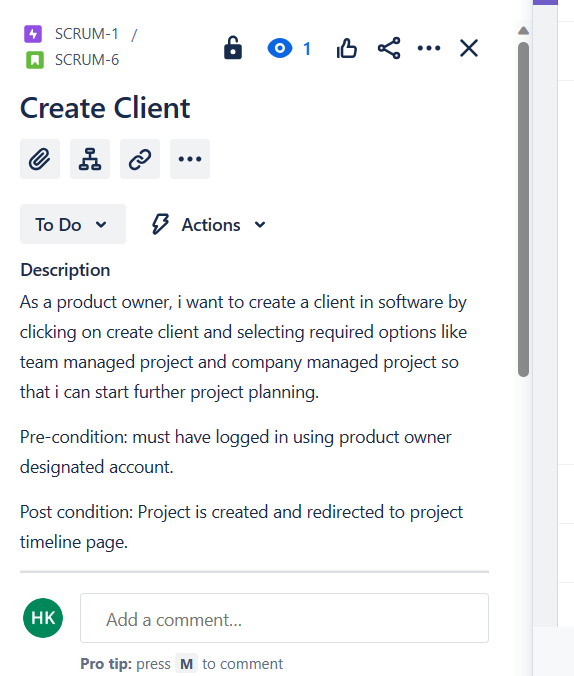 SCRUM-1 /
SCRUM-6
1
Create Client
To Do
Actions
Description
As a product owner, i want to create a client in software by
clicking on create client and selecting required options like
team managed project and company managed project so
that i can start further project planning.
Pre-condition: must have logged in using product owner
designated account.
Post condition: Project is created and redirected to project
timeline page.
HK
Add a comment...
Pro tip: press M to comment